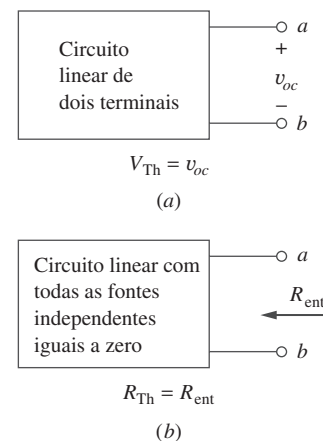 Circuito
linear de
dois terminais
a
+
v_oc
−
b
V_Th = v_oc
(a)
Circuito linear com
todas as fontes
independentes
iguais a zero
a
R_ent
b
R_Th = R_ent
(b)